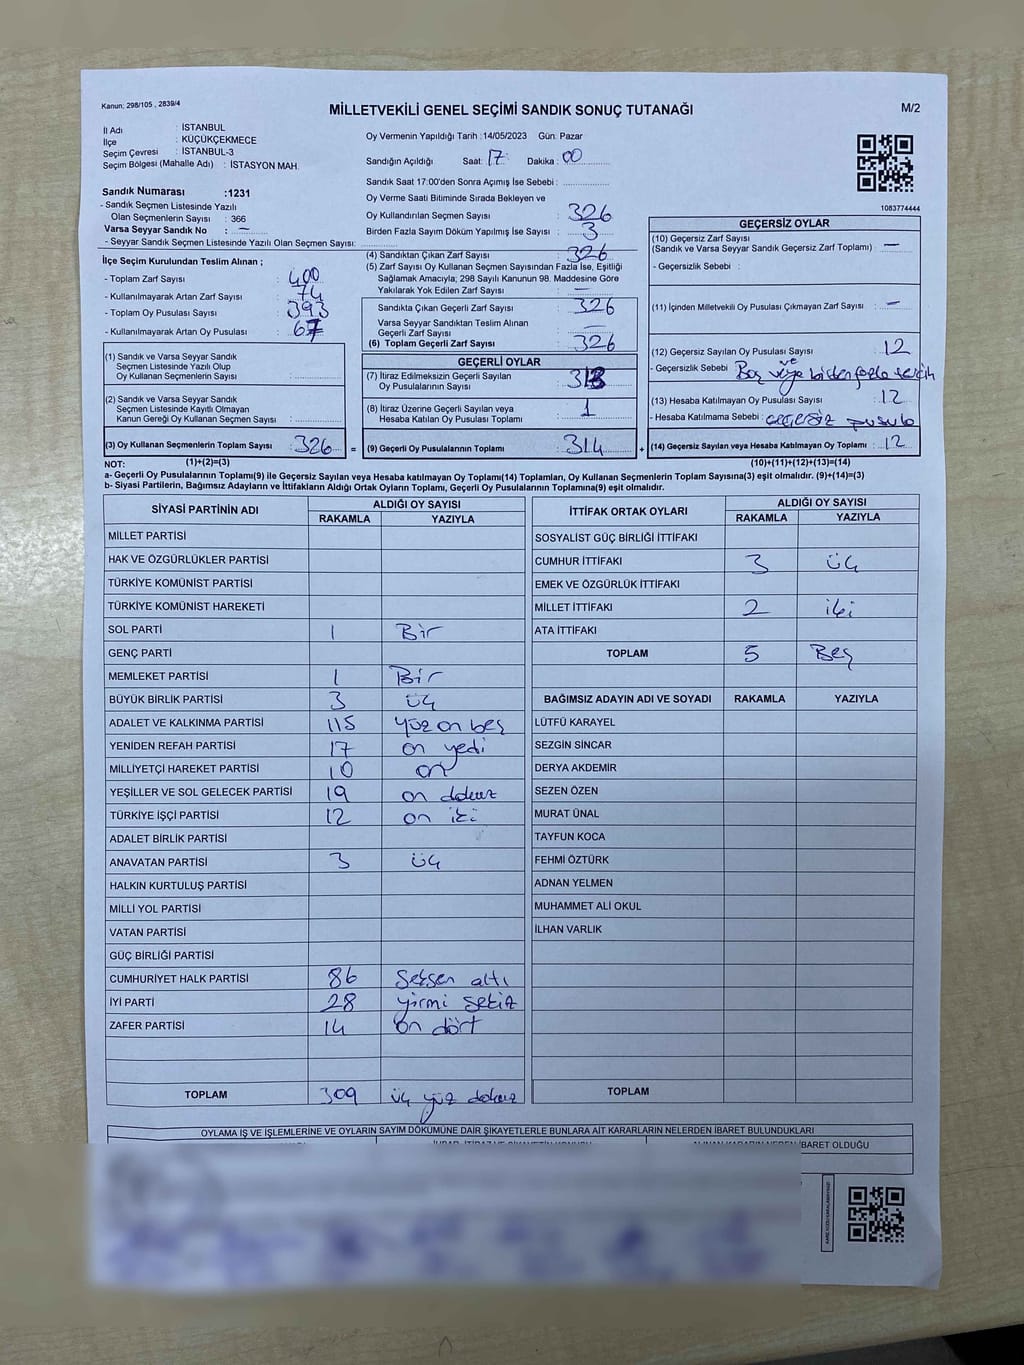 Kanun: 298/105 , 2839/4
MİLLETVEKİLİ GENEL SEÇİMİ SANDIK SONUÇ TUTANAĞI
M/2
İl Adı : İSTANBUL
İlçe : KÜÇÜKÇEKMECE
Seçim Çevresi : İSTANBUL-3
Seçim Bölgesi (Mahalle Adı) : İSTASYON MAH.
Sandık Numarası :1231
- Sandık Seçmen Listesinde Yazılı
Olan Seçmenlerin Sayısı : 366
Varsa Seyyar Sandık No : —
- Seyyar Sandık Seçmen Listesinde Yazılı Olan Seçmen Sayısı:
Oy Vermenin Yapıldığı Tarih :14/05/2023 Gün: Pazar
Sandığın Açıldığı Saat: 17 Dakika : 00
Sandık Saat 17:00'den Sonra Açımış İse Sebebi :
Oy Verme Saati Bitiminde Sırada Bekleyen ve
Oy Kullandırılan Seçmen Sayısı : 326
Birden Fazla Sayım Döküm Yapılmış İse Sayısı : 3
(4) Sandıktan Çıkan Zarf Sayısı : 326
(5) Zarf Sayısı Oy Kullanan Seçmen Sayısından Fazla İse, Eşitliği
Sağlamak Amacıyla; 298 Sayılı Kanunun 98. Maddesine Göre
Yakılarak Yok Edilen Zarf Sayısı : —
1083774444
İlçe Seçim Kurulundan Teslim Alınan ;
- Toplam Zarf Sayısı : 400
- Kullanılmayarak Artan Zarf Sayısı : 74
- Toplam Oy Pusulası Sayısı : 393
- Kullanılmayarak Artan Oy Pusulası : 67
Sandıkta Çıkan Geçerli Zarf Sayısı : 326
Varsa Seyyar Sandıktan Teslim Alınan
Geçerli Zarf Sayısı : —
(6) Toplam Geçerli Zarf Sayısı : 326
GEÇERSİZ OYLAR
(10) Geçersiz Zarf Sayısı
(Sandık ve Varsa Seyyar Sandık Geçersiz Zarf Toplamı) : —
- Geçersizlik Sebebi :
(11) İçinden Milletvekili Oy Pusulası Çıkmayan Zarf Sayısı : —
(12) Geçersiz Sayılan Oy Pusulası Sayısı : 12
- Geçersizlik Sebebi : Boş ve veya birden fazla
(13) Hesaba Katılmayan Oy Pusulası Sayısı : 12
- Hesaba Katılmama Sebebi : geçersiz pusula
(14) Geçersiz Sayılan veya Hesaba Katılmayan Oy Toplamı : 12
(10)+(11)+(12)+(13)=(14)
(1) Sandık ve Varsa Seyyar Sandık
Seçmen Listesinde Yazılı Olup
Oy Kullanan Seçmenlerin Sayısı :
(2) Sandık ve Varsa Seyyar Sandık
Seçmen Listesinde Kayıtlı Olmayan
Kanun Gereği Oy Kullanan Seçmen Sayısı :
(3) Oy Kullanan Seçmenlerin Toplam Sayısı : 326 =
GEÇERLİ OYLAR
(7) İtiraz Edilmeksizin Geçerli Sayılan
Oy Pusulalarının Sayısı : 313
(8) İtiraz Üzerine Geçerli Sayılan veya
Hesaba Katılan Oy Pusulası Toplamı : 1
(9) Geçerli Oy Pusulalarının Toplamı : 314 +
NOT: (1)+(2)=(3)
a- Geçerli Oy Pusulalarının Toplamı(9) ile Geçersiz Sayılan veya Hesaba katılmayan Oy Toplamı(14) Toplamları, Oy Kullanan Seçmenlerin Toplam Sayısına(3) eşit olmalıdır. (9)+(14)=(3)
b- Siyasi Partilerin, Bağımsız Adayların ve İttifakların Aldığı Ortak Oyların Toplamı, Geçerli Oy Pusulalarının Toplamına(9) eşit olmalıdır.
SİYASİ PARTİNİN ADI ALDIĞI OY SAYISI
RAKAMLA YAZIYLA
MİLLET PARTİSİ
HAK VE ÖZGÜRLÜKLER PARTİSİ
TÜRKİYE KOMÜNİST PARTİSİ
TÜRKİYE KOMÜNİST HAREKETİ
SOL PARTİ 1 Bir
GENÇ PARTİ
MEMLEKET PARTİSİ 1 Bir
BÜYÜK BİRLİK PARTİSİ 3 üç
ADALET VE KALKINMA PARTİSİ 115 yüz on beş
YENİDEN REFAH PARTİSİ 17 on yedi
MİLLİYETÇİ HAREKET PARTİSİ 10 on
YEŞİLLER VE SOL GELECEK PARTİSİ 19 on dokuz
TÜRKİYE İŞÇİ PARTİSİ 12 on iki
ADALET BİRLİK PARTİSİ
ANAVATAN PARTİSİ 3 üç
HALKIN KURTULUŞ PARTİSİ
MİLLİ YOL PARTİSİ
VATAN PARTİSİ
GÜÇ BİRLİĞİ PARTİSİ
CUMHURİYET HALK PARTİSİ 86 seksen altı
İYİ PARTİ 28 yirmi sekiz
ZAFER PARTİSİ 14 on dört
TOPLAM 309 üç yüz dokuz
İTTİFAK ORTAK OYLARI ALDIĞI OY SAYISI
RAKAMLA YAZIYLA
SOSYALİST GÜÇ BİRLİĞİ İTTİFAKI
CUMHUR İTTİFAKI 3 üç
EMEK VE ÖZGÜRLÜK İTTİFAKI
MİLLET İTTİFAKI 2 iki
ATA İTTİFAKI
TOPLAM 5 Beş
BAĞIMSIZ ADAYIN ADI VE SOYADI RAKAMLA YAZIYLA
LÜTFÜ KARAYEL
SEZGİN SİNCAR
DERYA AKDEMİR
SEZEN ÖZEN
MURAT ÜNAL
TAYFUN KOCA
FEHMİ ÖZTÜRK
ADNAN YELMEN
MUHAMMET ALİ OKUL
İLHAN VARLIK
TOPLAM
OYLAMA İŞ VE İŞLEMLERİNE VE OYLARIN SAYIM DÖKÜMÜNE DAİR ŞİKAYETLERLE BUNLARA AİT KARARLARIN NELERDEN İBARET BULUNDUKLARI
İBARET OLDUĞU